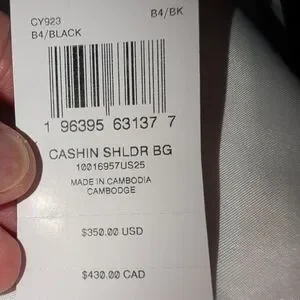 CY923 B4/BK
B4/BLACK
1 96395 63137 7
CASHIN SHLDR BG
10016957US25
MADE IN CAMBODIA
CAMBODGE
$350.00 USD
$430.00 CAD